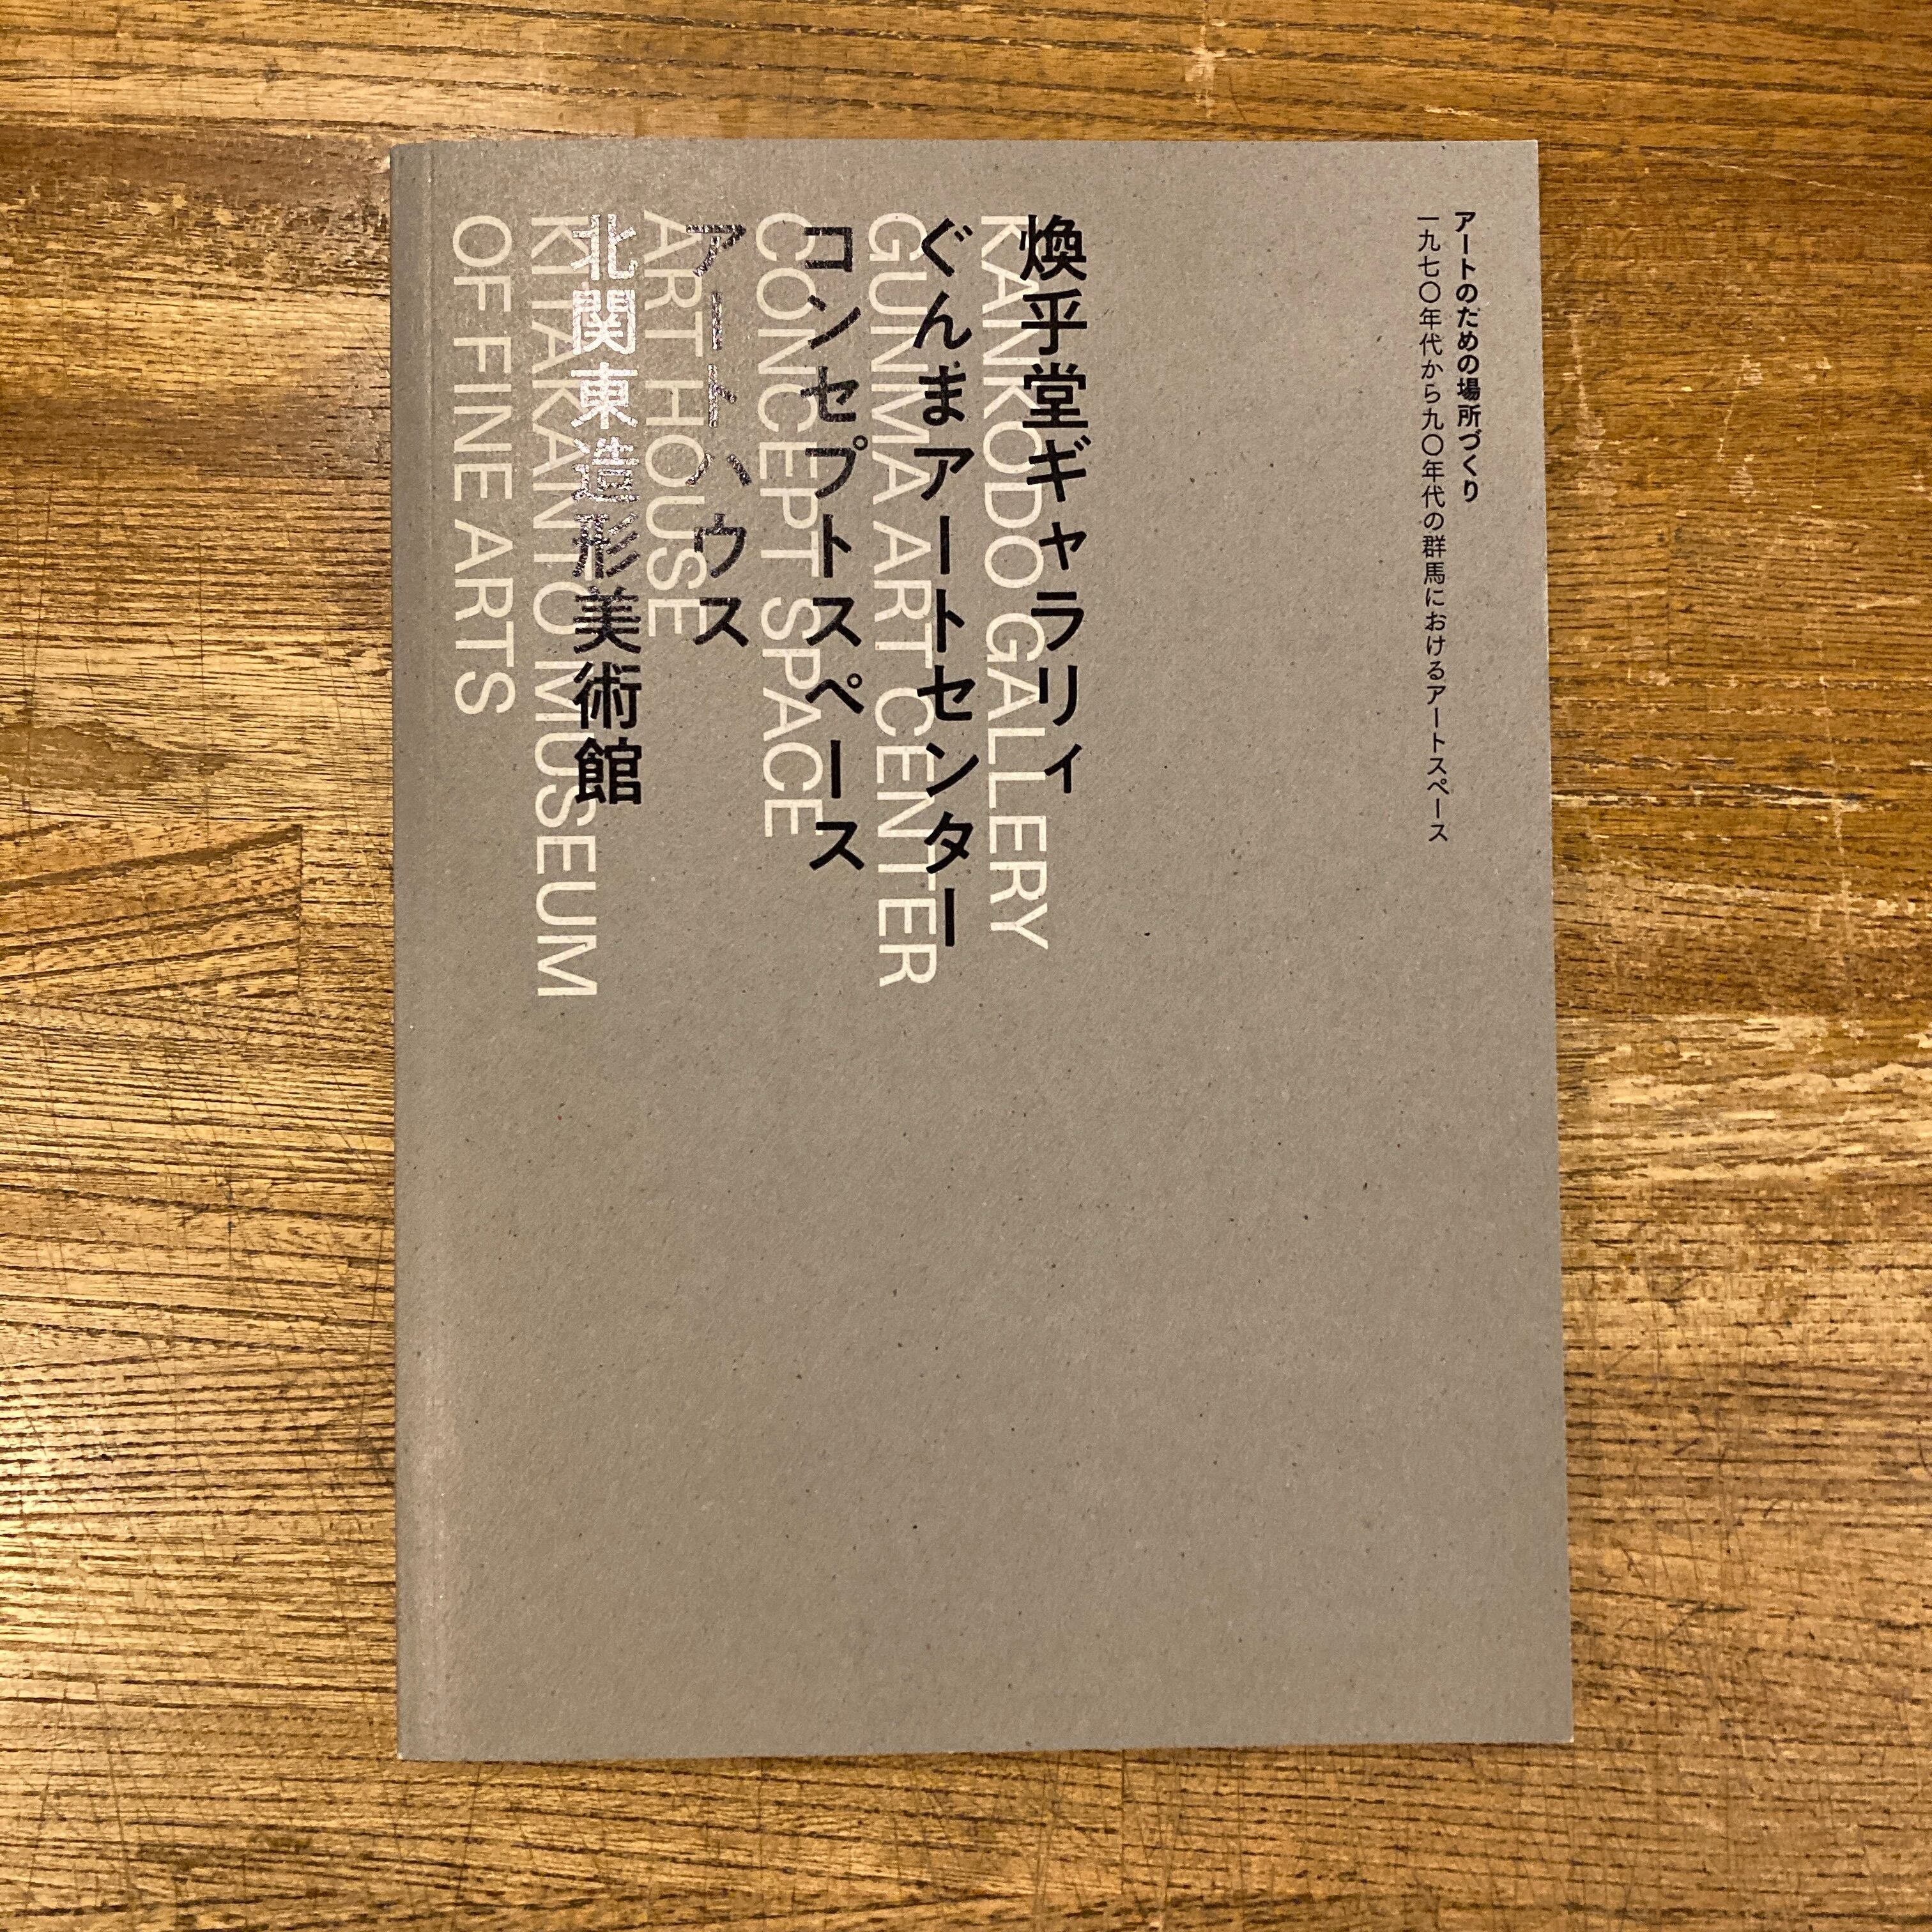 アートのための場所づくり
一九七〇年代から九〇年代の群馬におけるアートスペース
煥乎堂ギャラリィ
KANKODO GALLERY
ぐんまアートセンター
GUNMA ART CENTER
コンセプトスペース
CONCEPT SPACE
アートハウス
ART HOUSE
北関東造形美術館
KITAKANTO MUSEUM
OF FINE ARTS